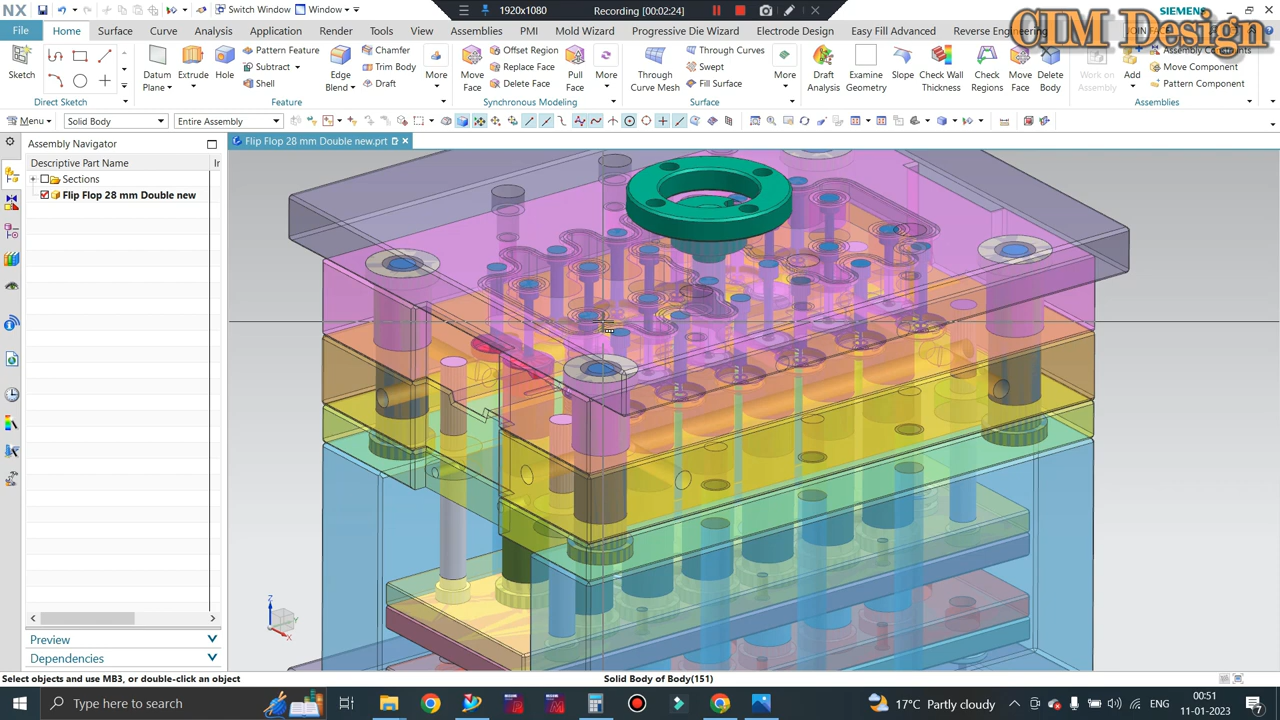 NX Switch Window Window 1920x1080 Recording [00:02:24] SIEMENS
CIM Design
File Home Surface Curve Analysis Application Render Tools View Assemblies PMI Mold Wizard Progressive Die Wizard Electrode Design Easy Fill Advanced Reverse Engineering
Sketch Datum Plane Extrude Hole Pattern Feature Edge Blend Chamfer More Move Face Offset Region Pull Face More Through Curve Mesh Through Curves More Draft Analysis Examine Geometry Slope Check Wall Thickness Check Regions Move Face Delete Body Work on Assembly Add Assembly Constraints
Subtract Trim Body Replace Face Swept Move Component
Shell Draft Delete Face Fill Surface Pattern Component
Direct Sketch Feature Synchronous Modeling Surface Assemblies
Menu Solid Body Entire Assembly
Assembly Navigator Flip Flop 28 mm Double new.prt
Descriptive Part Name Ir
Sections
Flip Flop 28 mm Double new
Z
X
Y
Preview
Dependencies
Select objects and use MB3, or double-click an object Solid Body of Body(151)
Type here to search 17°C Partly cloudy ENG 00:51
11-01-2023
7